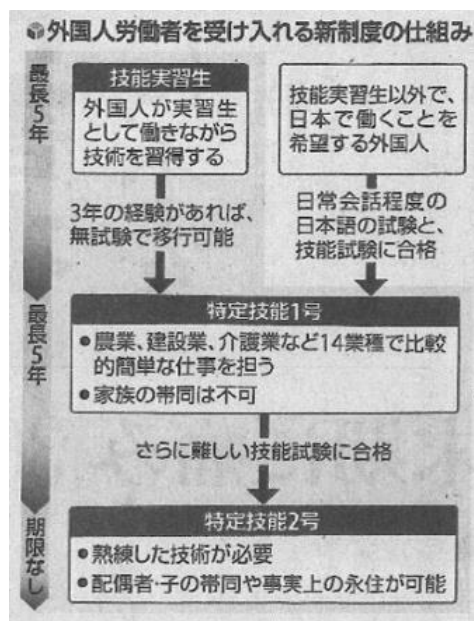 外国人労働者を受け入れる新制度の仕組み
最長5年
技能実習生
外国人が実習生
として働きながら
技術を習得する
技能実習生以外で、
日本で働くことを
希望する外国人
3年の経験があれば、
無試験で移行可能
日常会話程度の
日本語の試験と、
技能試験に合格
最長5年
特定技能1号
●農業、建設業、介護業など14業種で比較
的簡単な仕事を担う
●家族の帯同は不可
さらに難しい技能試験に合格
期限なし
特定技能2号
●熟練した技術が必要
●配偶者・子の帯同や事実上の永住が可能